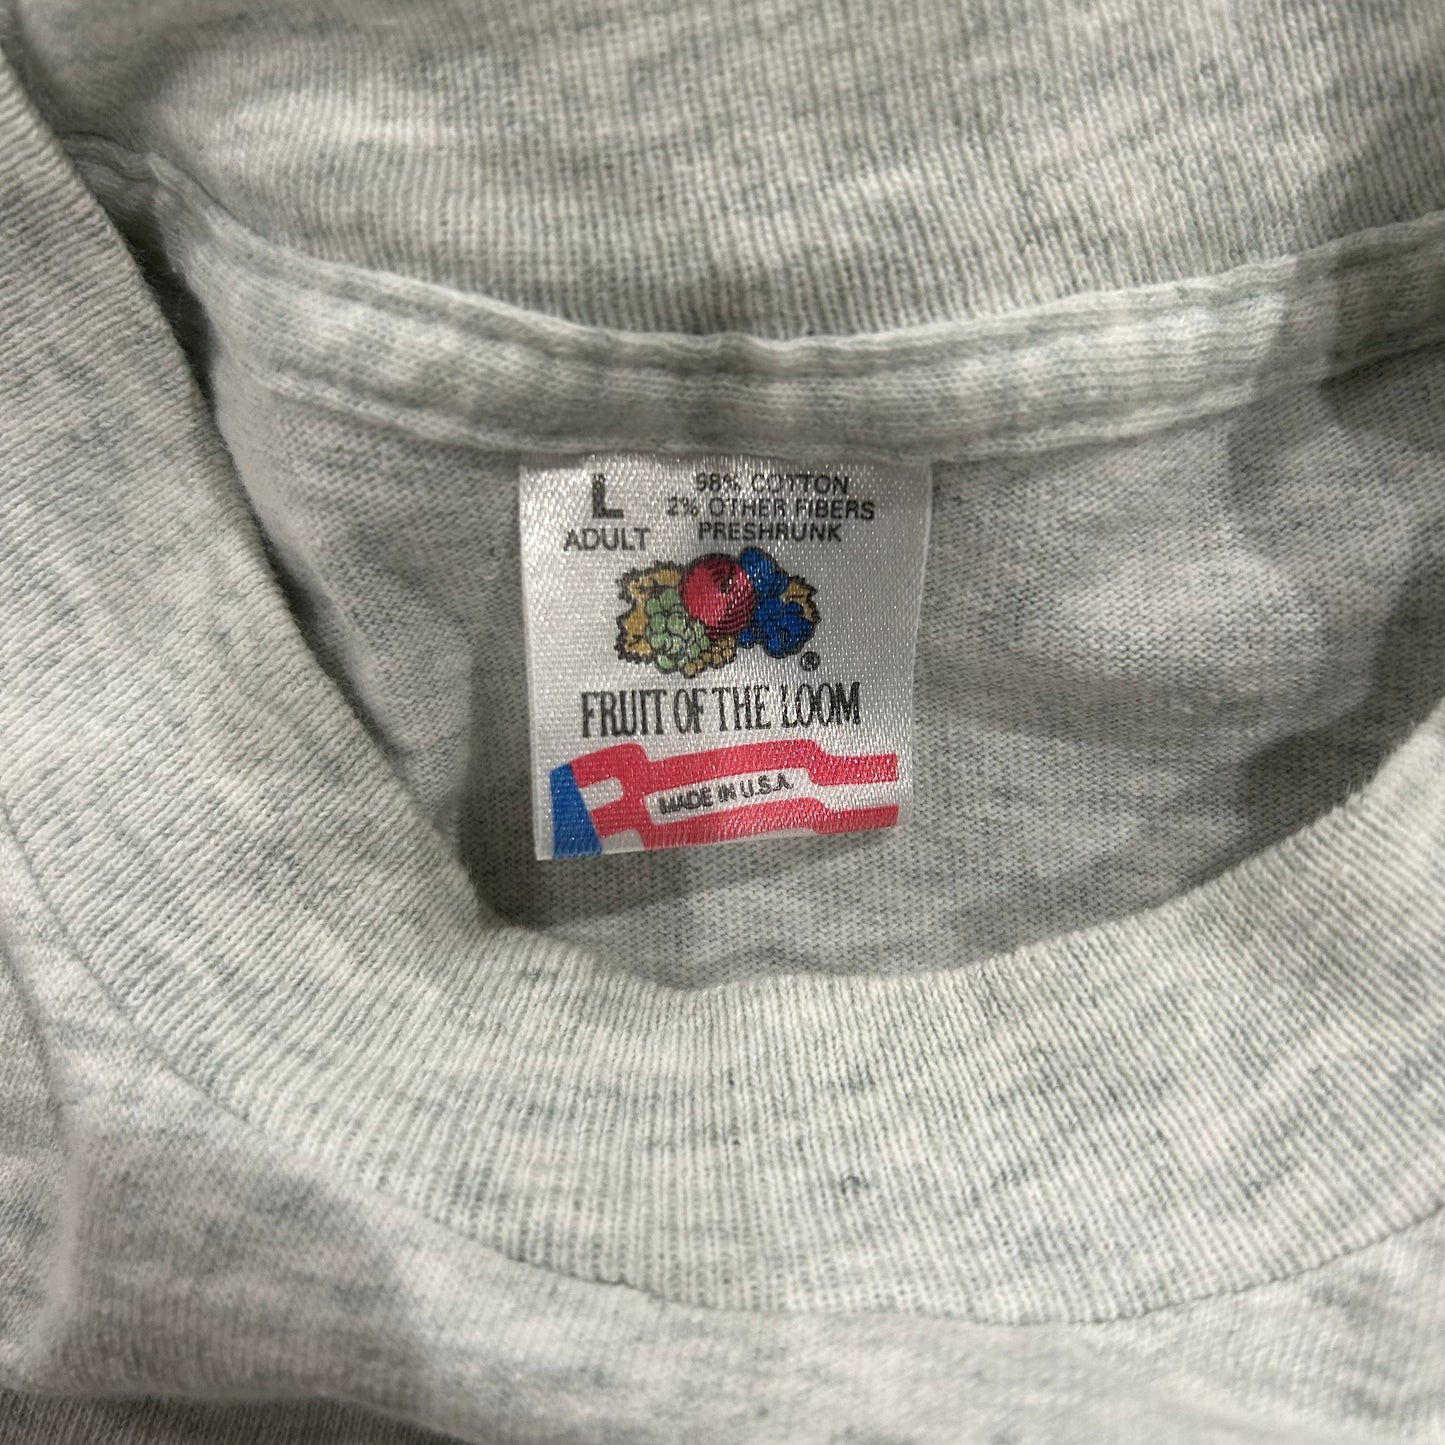 L
ADULT
98% COTTON
2% OTHER FIBERS
PRESHRUNK
®
FRUIT OF THE LOOM
MADE IN U.S.A.